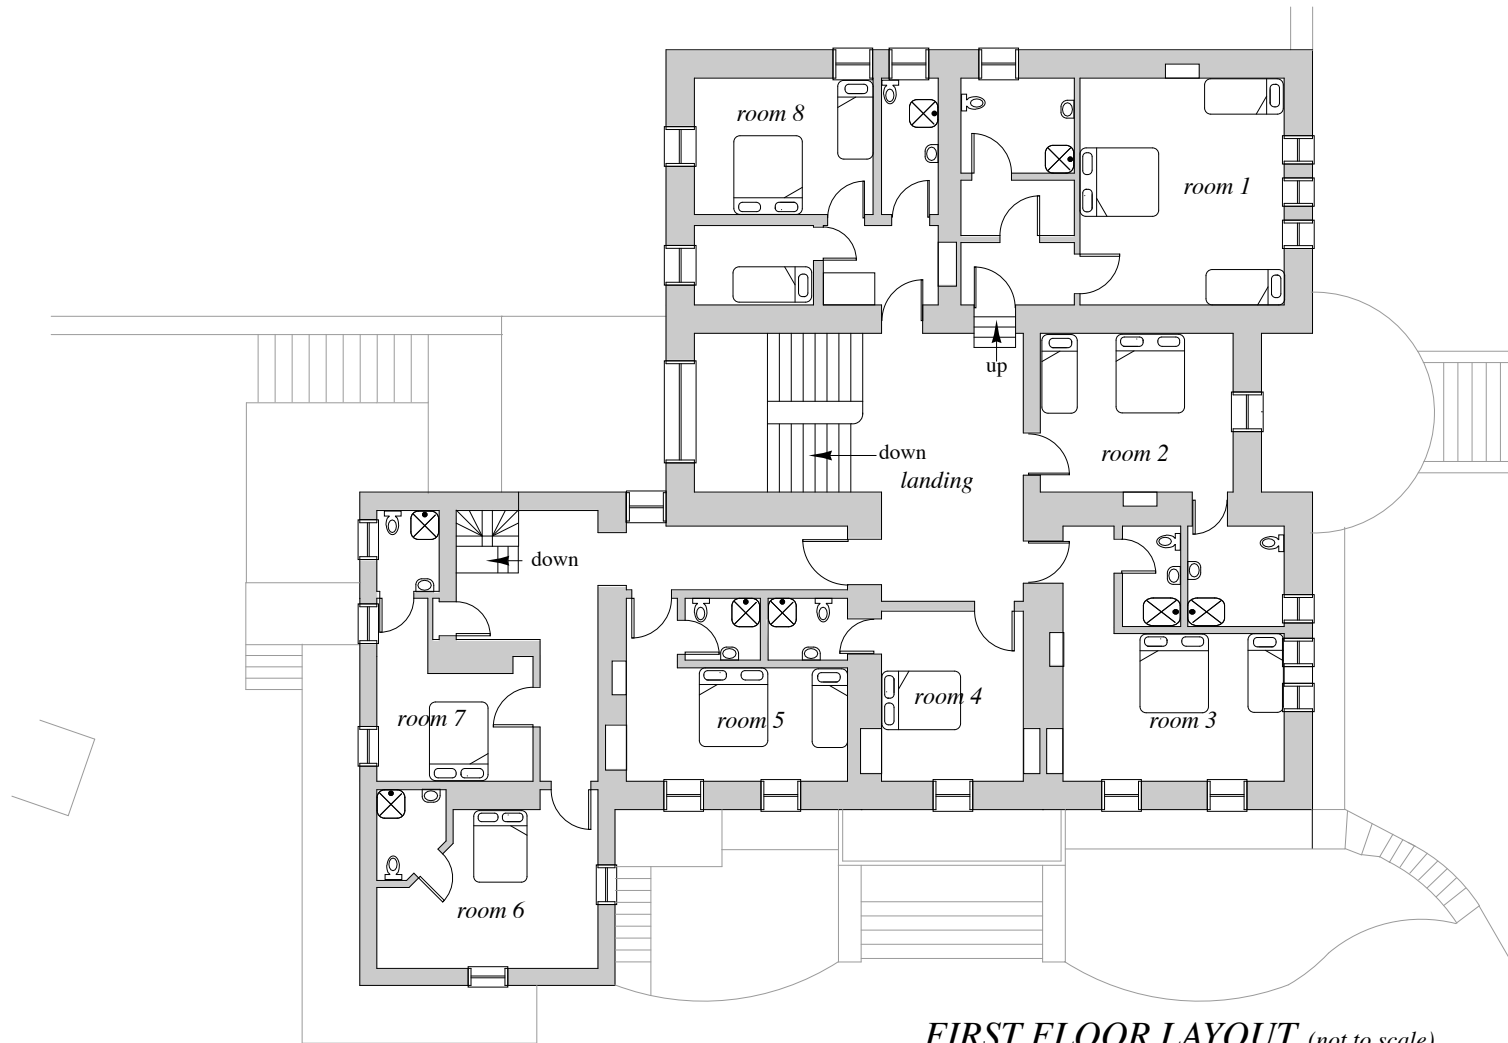 room 8
room 1
up
down
landing
room 2
down
room 7
room 5
room 4
room 3
room 6
FIRST FLOOR LAYOUT (not to scale)